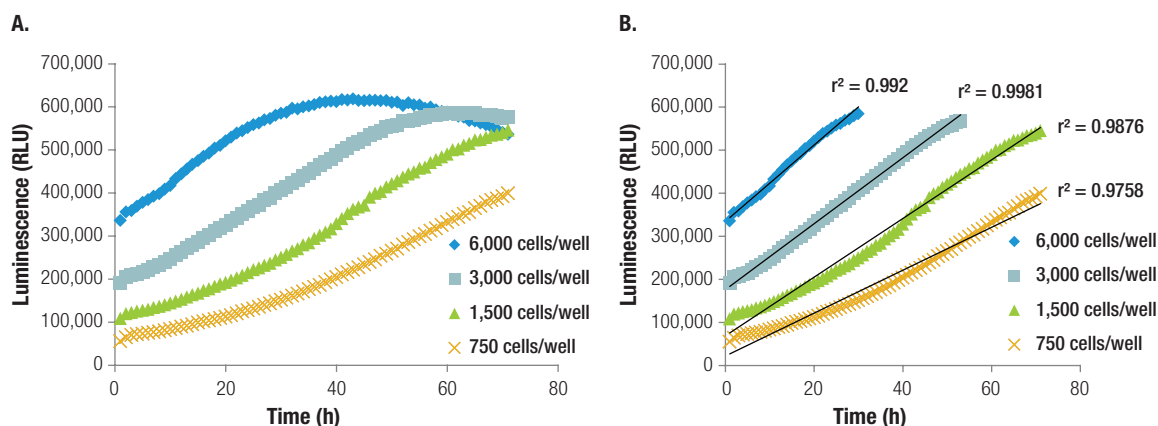 A.
700,000
600,000
500,000
400,000
300,000
200,000
100,000
0
Luminescence (RLU)
0 20 40 60 80
Time (h)
6,000 cells/well
3,000 cells/well
1,500 cells/well
750 cells/well
B.
700,000
600,000
500,000
400,000
300,000
200,000
100,000
0
Luminescence (RLU)
0 20 40 60 80
Time (h)
r² = 0.992
r² = 0.9981
r² = 0.9876
r² = 0.9758
6,000 cells/well
3,000 cells/well
1,500 cells/well
750 cells/well